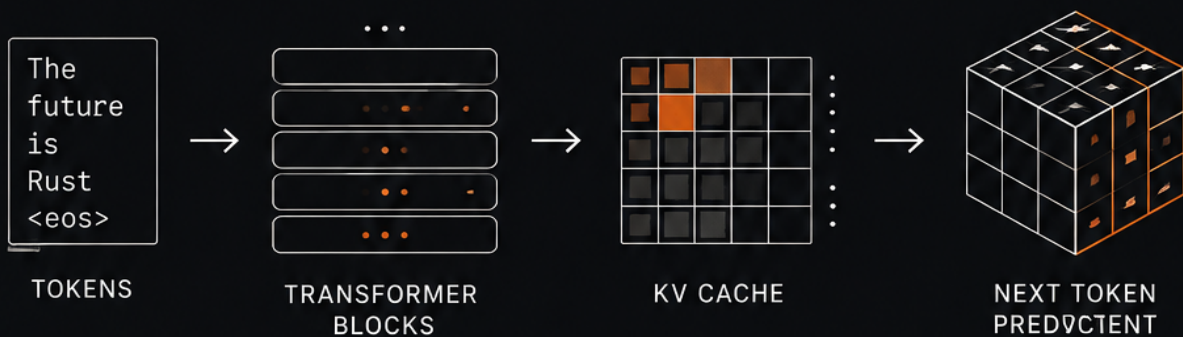 The
future
is
Rust
<eos>
TOKENS
TRANSFORMER
BLOCKS
KV CACHE
NEXT TOKEN